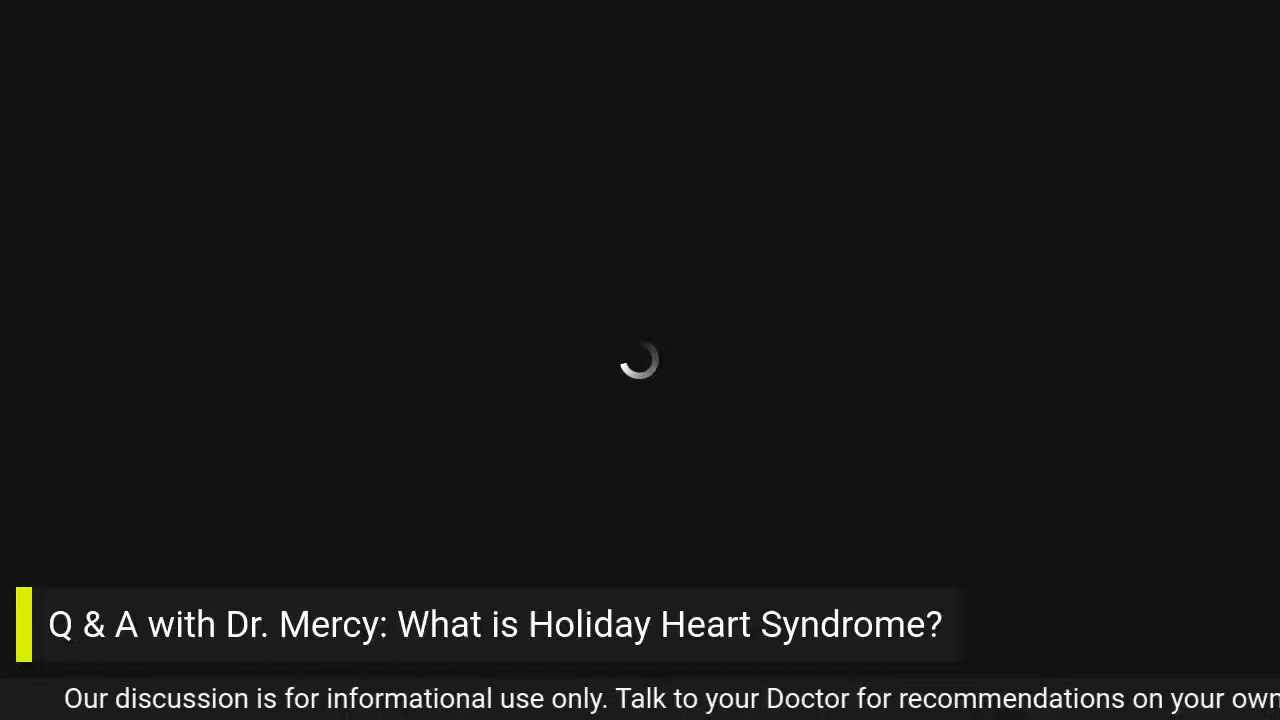 Q & A with Dr. Mercy: What is Holiday Heart Syndrome?
Our discussion is for informational use only. Talk to your Doctor for recommendations on your own